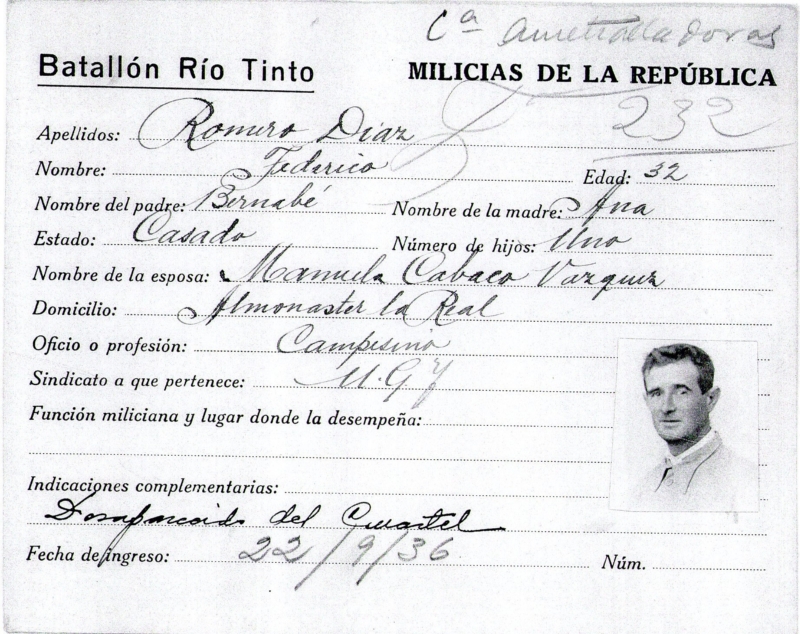 Cª Ametralladoras
Batallón Río Tinto MILICIAS DE LA REPÚBLICA
232
Apellidos: Romero Díaz
Nombre: Federico Edad: 32
Nombre del padre: Bernabé Nombre de la madre: Ana
Estado: Casado Número de hijos: Uno
Nombre de la esposa: Manuela Cabaco Vazquez
Domicilio: Almonaster la Real
Oficio o profesión: Campesino
Sindicato a que pertenece: U.G.T
Función miliciana y lugar donde la desempeña:
Indicaciones complementarias:
Desaparecido del Cuartel
Fecha de ingreso: 22/9/36 Núm.